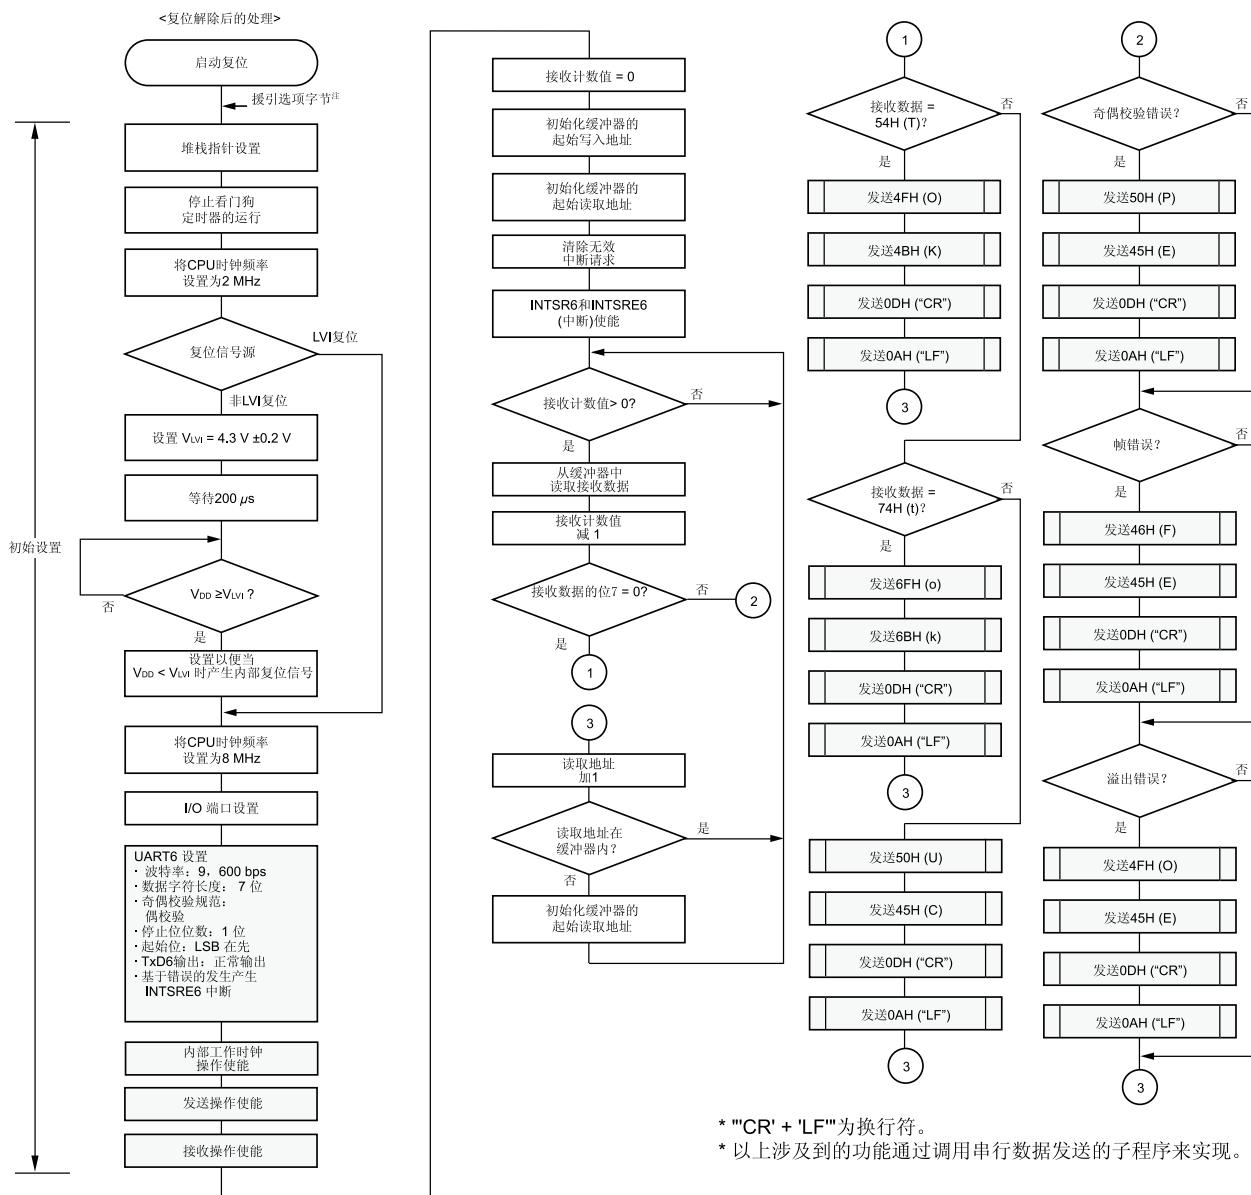 <复位解除后的处理>
启动复位
援引选项字节注
初始设置
堆栈指针设置
停止看门狗
定时器的运行
将CPU时钟频率
设置为2 MHz
复位信号源
LVI复位
非LVI复位
设置 VLVI = 4.3 V ±0.2 V
等待200 μs
VDD ≥VLVI ?
否
是
设置以便当
VDD < VLVI 时产生内部复位信号
将CPU时钟频率
设置为8 MHz
I/O 端口设置
UART6 设置
· 波特率：9，600 bps
· 数据字符长度： 7 位
· 奇偶校验规范：
偶校验
· 停止位位数：1 位
· 起始位：LSB 在先
· TxD6输出：正常输出
· 基于错误的发生产生
INTSRE6 中断
内部工作时钟
操作使能
发送操作使能
接收操作使能
接收计数值 = 0
初始化缓冲器的
起始写入地址
初始化缓冲器的
起始读取地址
清除无效
中断请求
INTSR6和INTSRE6
(中断)使能
接收计数值> 0?
否
是
从缓冲器中
读取接收数据
接收计数值
减 1
接收数据的位7 = 0?
否
2
是
1
3
读取地址
加1
读取地址在
缓冲器内？
是
否
初始化缓冲器的
起始读取地址
1
接收数据 =
54H (T)?
否
是
发送4FH (O)
发送4BH (K)
发送0DH (“CR”)
发送0AH (“LF”)
3
接收数据 =
74H (t)?
否
是
发送6FH (o)
发送6BH (k)
发送0DH (“CR”)
发送0AH (“LF”)
3
发送50H (U)
发送45H (C)
发送0DH (“CR”)
发送0AH (“LF”)
3
2
奇偶校验错误？
否
是
发送50H (P)
发送45H (E)
发送0DH (“CR”)
发送0AH (“LF”)
帧错误？
否
是
发送46H (F)
发送45H (E)
发送0DH (“CR”)
发送0AH (“LF”)
溢出错误？
否
是
发送4FH (O)
发送45H (E)
发送0DH (“CR”)
发送0AH (“LF”)
3
* "'CR' + 'LF'"为换行符。
* 以上涉及到的功能通过调用串行数据发送的子程序来实现。